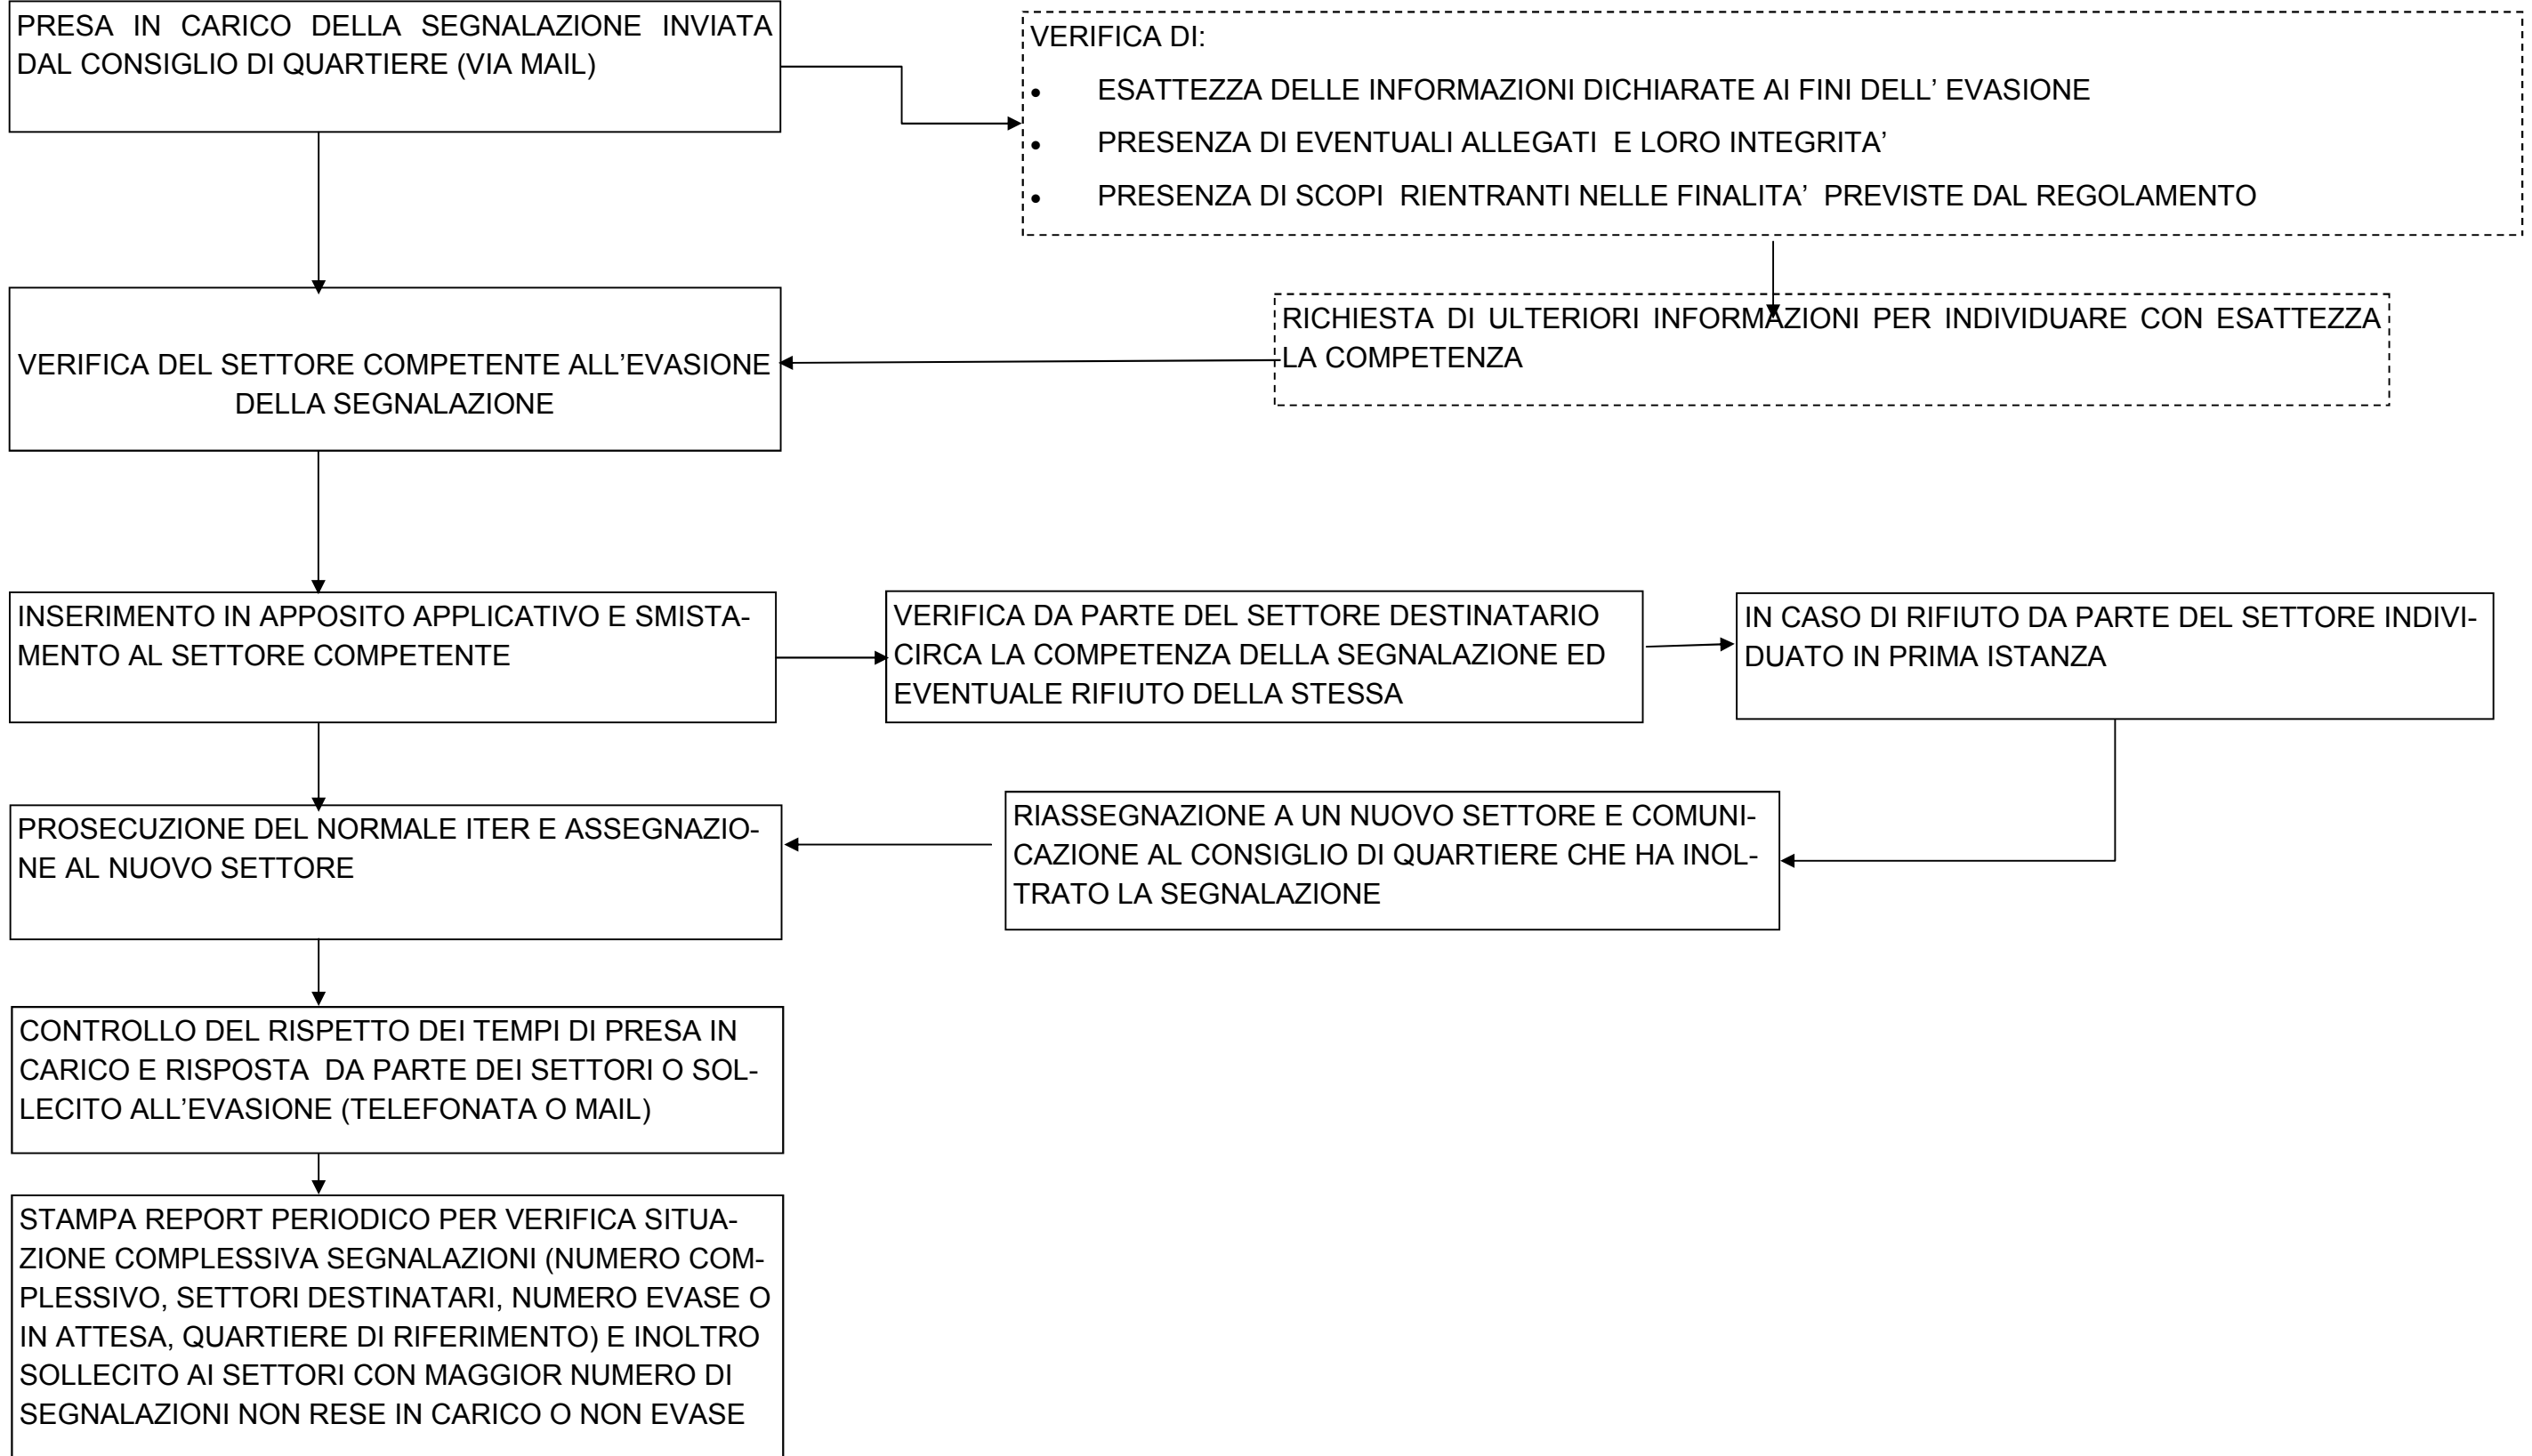 PRESA IN CARICO DELLA SEGNALAZIONE INVIATA
DAL CONSIGLIO DI QUARTIERE (VIA MAIL)
VERIFICA DI:
• ESATTEZZA DELLE INFORMAZIONI DICHIARATE AI FINI DELL’ EVASIONE
• PRESENZA DI EVENTUALI ALLEGATI E LORO INTEGRITA’
• PRESENZA DI SCOPI RIENTRANTI NELLE FINALITA’ PREVISTE DAL REGOLAMENTO
RICHIESTA DI ULTERIORI INFORMAZIONI PER INDIVIDUARE CON ESATTEZZA
LA COMPETENZA
VERIFICA DEL SETTORE COMPETENTE ALL’EVASIONE
DELLA SEGNALAZIONE
INSERIMENTO IN APPOSITO APPLICATIVO E SMISTA-
MENTO AL SETTORE COMPETENTE
VERIFICA DA PARTE DEL SETTORE DESTINATARIO
CIRCA LA COMPETENZA DELLA SEGNALAZIONE ED
EVENTUALE RIFIUTO DELLA STESSA
IN CASO DI RIFIUTO DA PARTE DEL SETTORE INDIVI-
DUATO IN PRIMA ISTANZA
RIASSEGNAZIONE A UN NUOVO SETTORE E COMUNI-
CAZIONE AL CONSIGLIO DI QUARTIERE CHE HA INOL-
TRATO LA SEGNALAZIONE
PROSECUZIONE DEL NORMALE ITER E ASSEGNAZIO-
NE AL NUOVO SETTORE
CONTROLLO DEL RISPETTO DEI TEMPI DI PRESA IN
CARICO E RISPOSTA DA PARTE DEI SETTORI O SOL-
LECITO ALL’EVASIONE (TELEFONATA O MAIL)
STAMPA REPORT PERIODICO PER VERIFICA SITUA-
ZIONE COMPLESSIVA SEGNALAZIONI (NUMERO COM-
PLESSIVO, SETTORI DESTINATARI, NUMERO EVASE O
IN ATTESA, QUARTIERE DI RIFERIMENTO) E INOLTRO
SOLLECITO AI SETTORI CON MAGGIOR NUMERO DI
SEGNALAZIONI NON RESE IN CARICO O NON EVASE